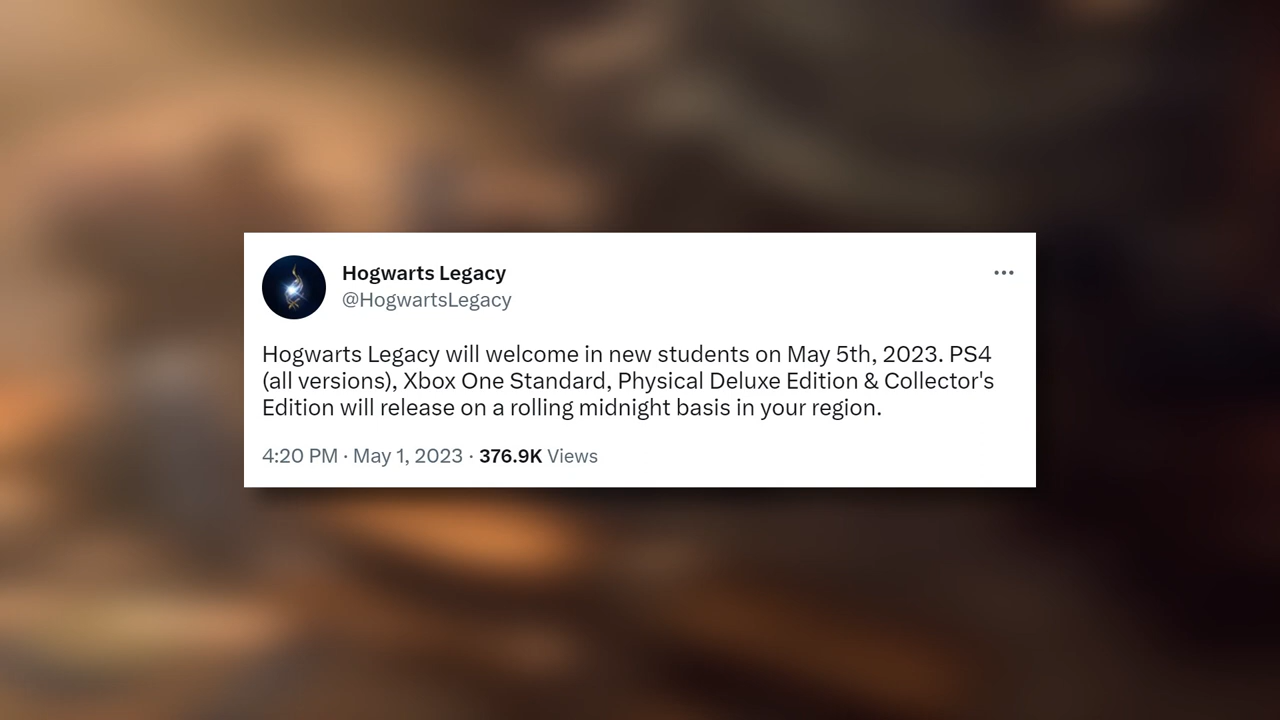 Hogwarts Legacy
@HogwartsLegacy
Hogwarts Legacy will welcome in new students on May 5th, 2023. PS4
(all versions), Xbox One Standard, Physical Deluxe Edition & Collector's
Edition will release on a rolling midnight basis in your region.
4:20 PM · May 1, 2023 · 376.9K Views